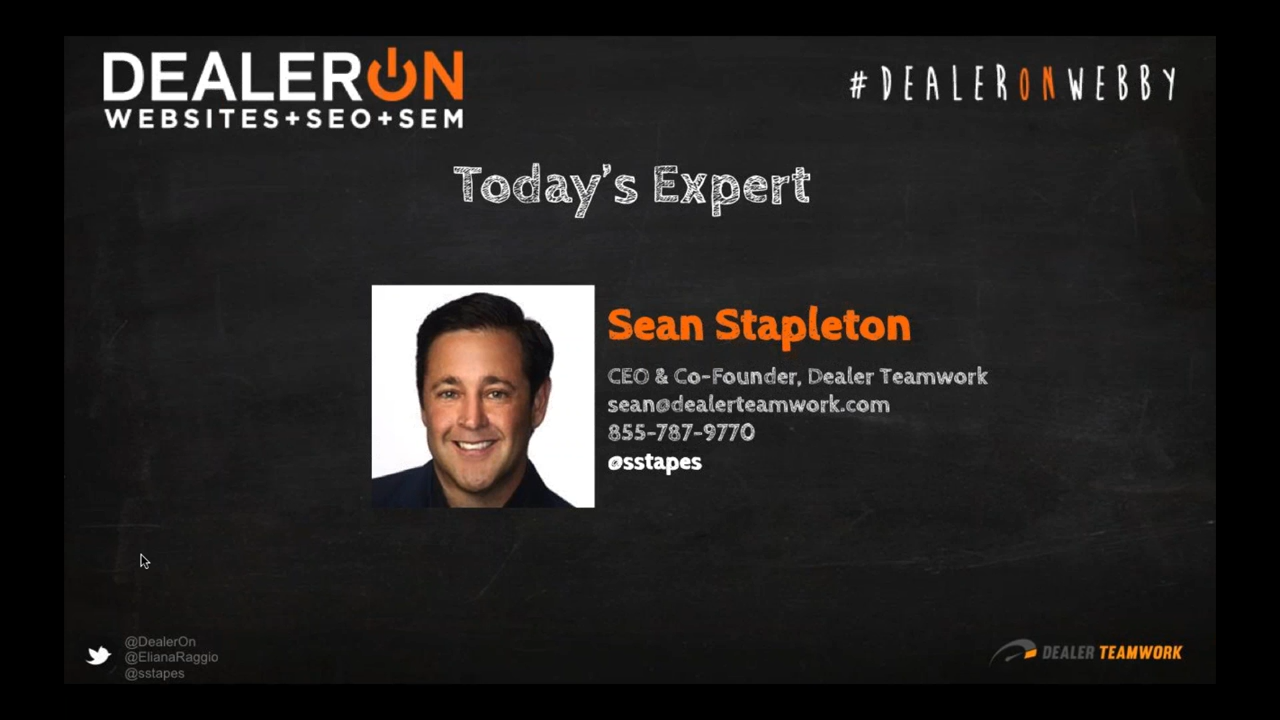 DEALERON
WEBSITES+SEO+SEM
#DEALERONWEBBY
Today's Expert
Sean Stapleton
CEO & Co-Founder, Dealer Teamwork
sean@dealerteamwork.com
855-787-9770
@sstapes
@DealerOn
@ElianaRaggio
@sstapes
DEALER TEAMWORK